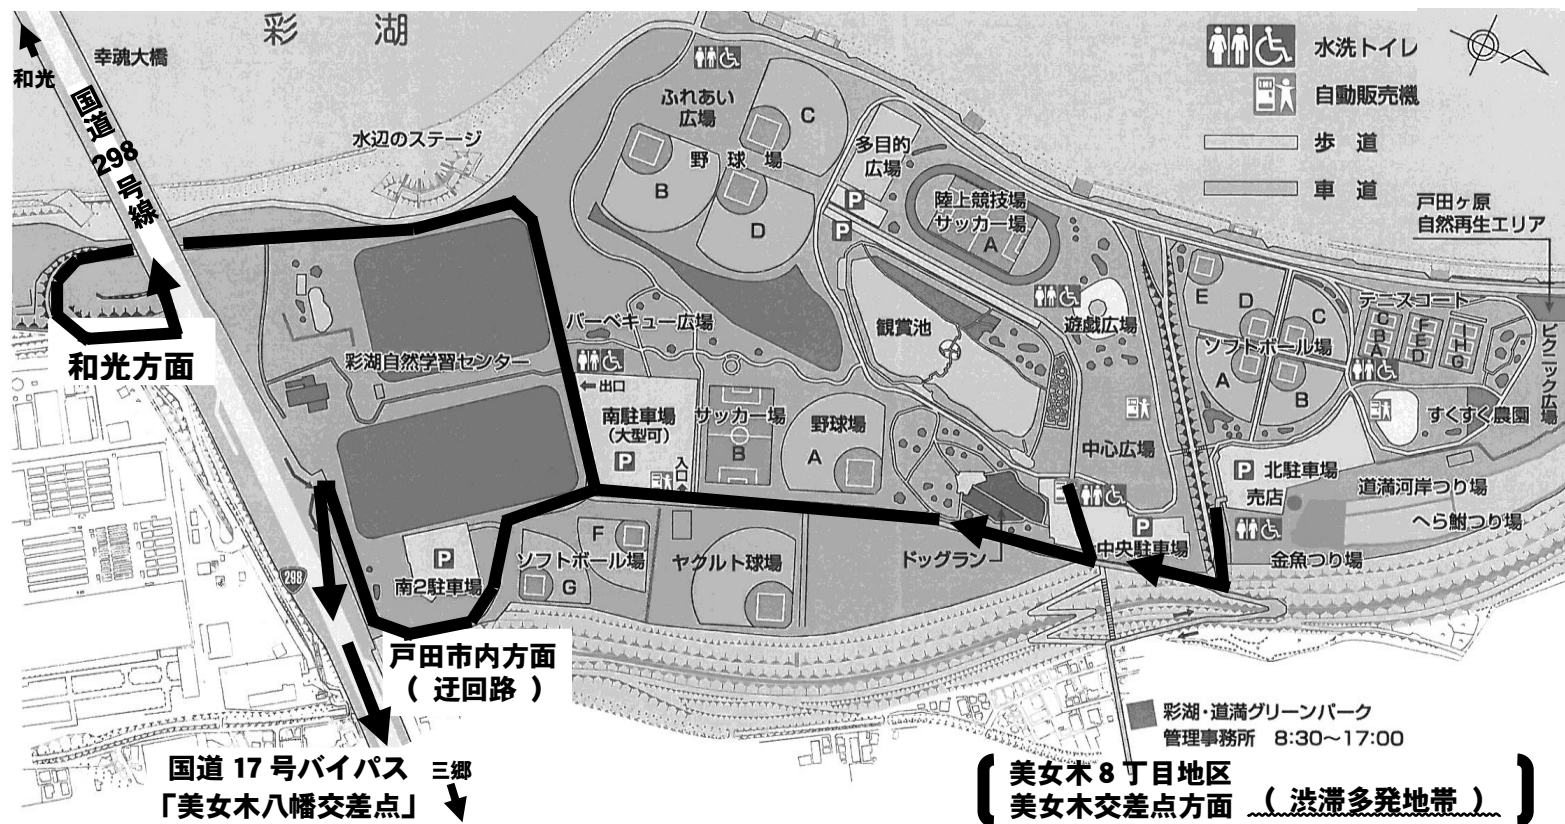 彩湖
水洗トイレ
自動販売機
歩道
車道
幸魂大橋
和光
国道298号線
水辺のステージ
ふれあい
広場
野球場
B
C
D
多目的
広場
P
P
陸上競技場
サッカー場
A
戸田ヶ原
自然再生エリア
E
D
C
A
B
ソフトボール場
テニスコート
C
B
A
F
E
D
I
H
G
ピクニック広場
遊戯広場
観賞池
バーベキュー広場
和光方面
彩湖自然学習センター
←出口
南駐車場
(大型可)
P
入口
サッカー場
B
野球場
A
すくすく農園
中心広場
P 北駐車場
売店
道満河岸つり場
へら鮒つり場
金魚つり場
P
中央駐車場
ドッグラン
P
南2駐車場
298
F
ソフトボール場
G
ヤクルト球場
戸田市内方面
( 迂回路 )
彩湖・道満グリーンパーク
管理事務所 8:30~17:00
国道 17 号バイパス
「美女木八幡交差点」
三郷
美女木 8 丁目地区
美女木交差点方面 ( 渋滞多発地帯 )